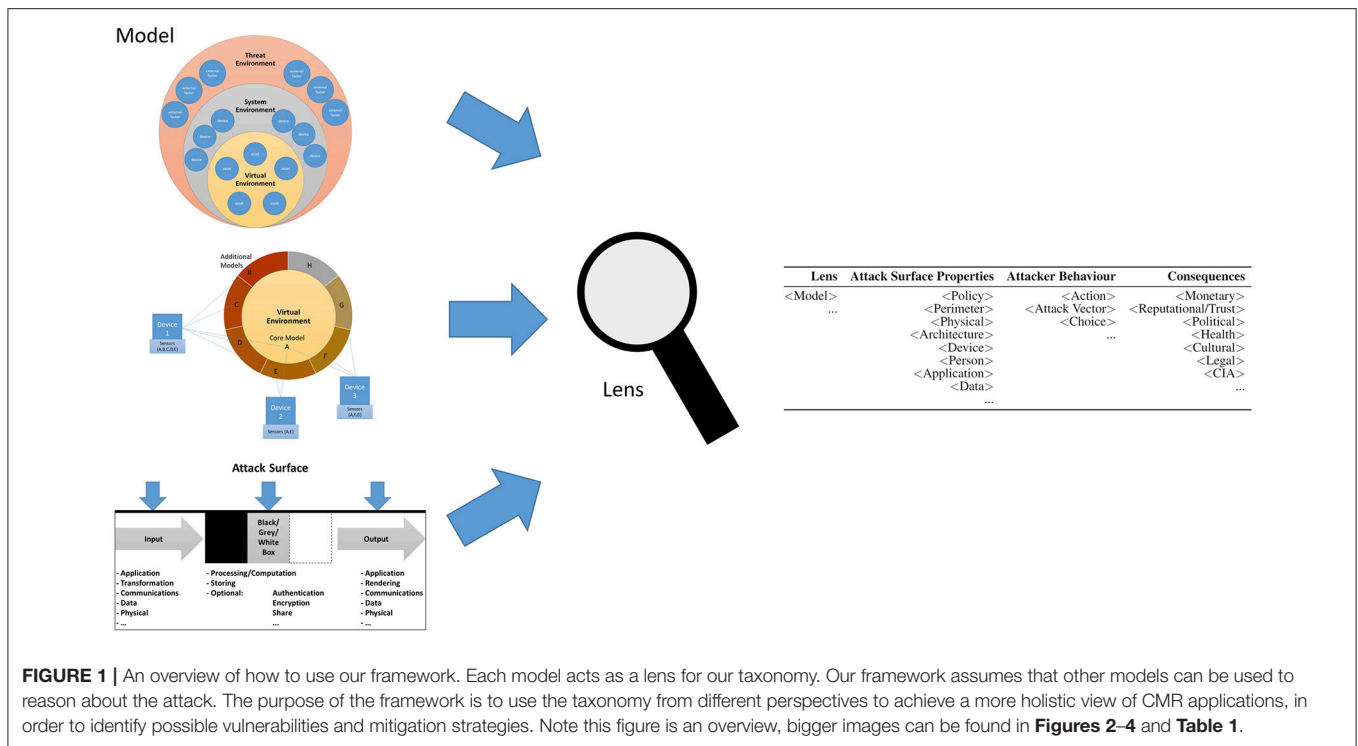 Model
Threat
Environment
external
factor
external
factor
external
factor
external
factor
external
factor
external
factor
System
Environment
device
device
device
device
device
device
asset
asset
asset
Virtual
Environment
asset
asset
Additional
Models
B
H
C
G
D
F
E
Virtual
Environment
Core Model
A
Device
1
Sensors
(A,B,C,D,E)
Device
2
Sensors (A,E)
Device
3
Sensors
(A,F,G)
Attack Surface
Input
Black/
Grey/
White
Box
Output
- Application
- Transformation
- Communications
- Data
- Physical
- ...
- Processing/Computation
- Storing
- Optional: Authentication
Encryption
Share
...
- Application
- Rendering
- Communications
- Data
- Physical
- ...
Lens
Lens Attack Surface Properties Attacker Behaviour Consequences
<Model> <Policy> <Action> <Monetary>
... <Perimeter> <Attack Vector> <Reputational/Trust>
<Physical> <Choice> <Political>
<Architecture> ... <Health>
<Device> <Cultural>
<Person> <Legal>
<Application> <CIA>
<Data> ...
...
FIGURE 1 | An overview of how to use our framework. Each model acts as a lens for our taxonomy. Our framework assumes that other models can be used to
reason about the attack. The purpose of the framework is to use the taxonomy from different perspectives to achieve a more holistic view of CMR applications, in
order to identify possible vulnerabilities and mitigation strategies. Note this figure is an overview, bigger images can be found in Figures 2–4 and Table 1.